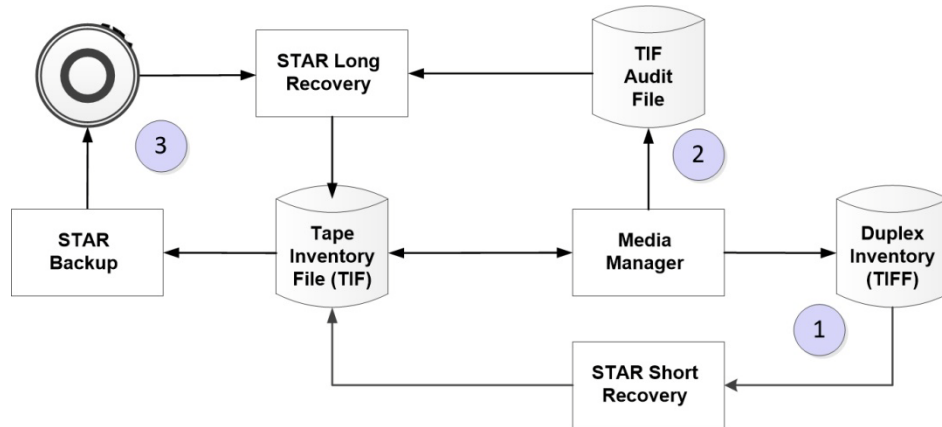 STAR Long
Recovery
TIF
Audit
File
3
2
STAR
Backup
Tape
Inventory
File (TIF)
Media
Manager
Duplex
Inventory
(TIFF)
1
STAR Short
Recovery